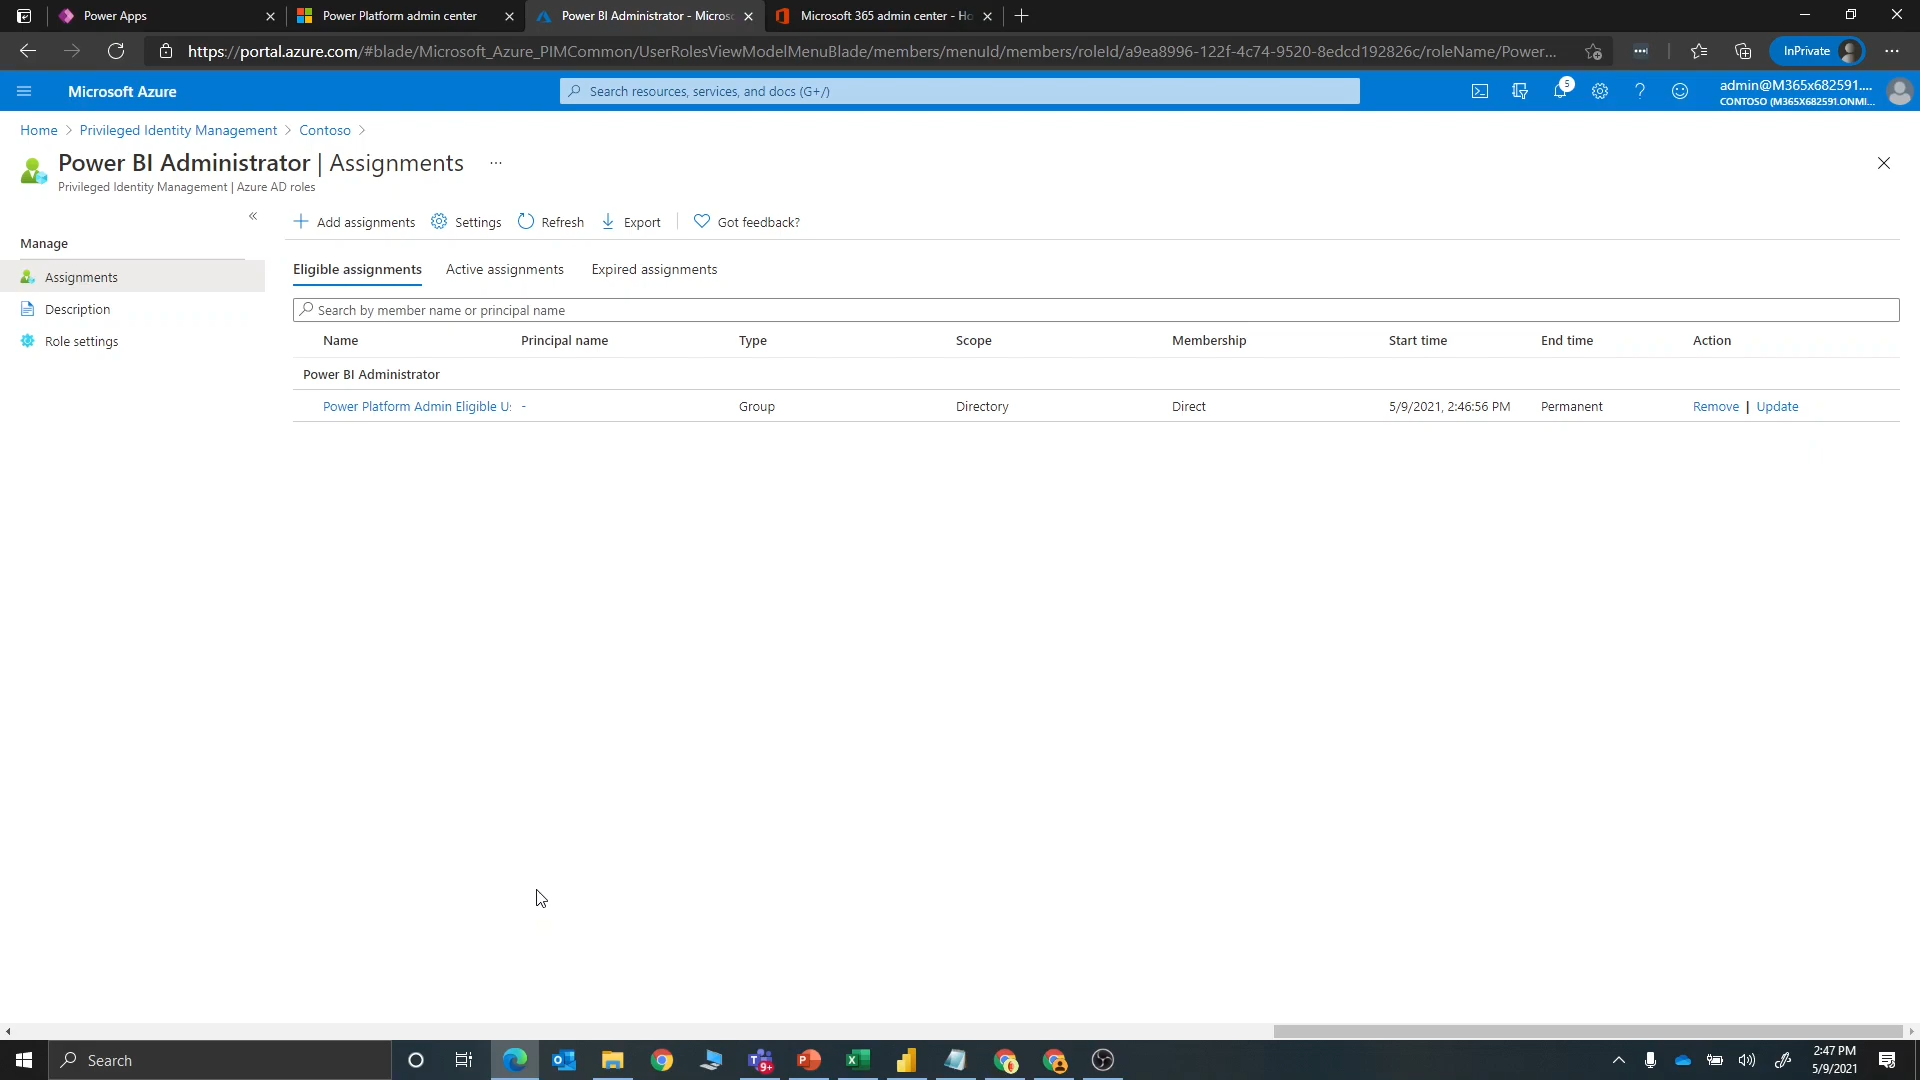 Power Apps
Power Platform admin center
Power BI Administrator - Micros
Microsoft 365 admin center - Ho
https://portal.azure.com/#blade/Microsoft_Azure_PIMCommon/UserRolesViewModelMenuBlade/members/menuId/members/roleId/a9ea8996-122f-4c74-9520-8edcd192826c/roleName/Power...
InPrivate
Microsoft Azure
Search resources, services, and docs (G+/)
5
admin@M365x682591....
CONTOSO (M365X682591.ONMI...
Home > Privileged Identity Management > Contoso >
Power BI Administrator | Assignments ...
Privileged Identity Management | Azure AD roles
Add assignments Settings Refresh Export Got feedback?
Manage
Assignments
Description
Role settings
Eligible assignments Active assignments Expired assignments
Search by member name or principal name
Name Principal name Type Scope Membership Start time End time Action
Power BI Administrator
Power Platform Admin Eligible Us - Group Directory Direct 5/9/2021, 2:46:56 PM Permanent Remove | Update
Search
9+
2:47 PM
5/9/2021